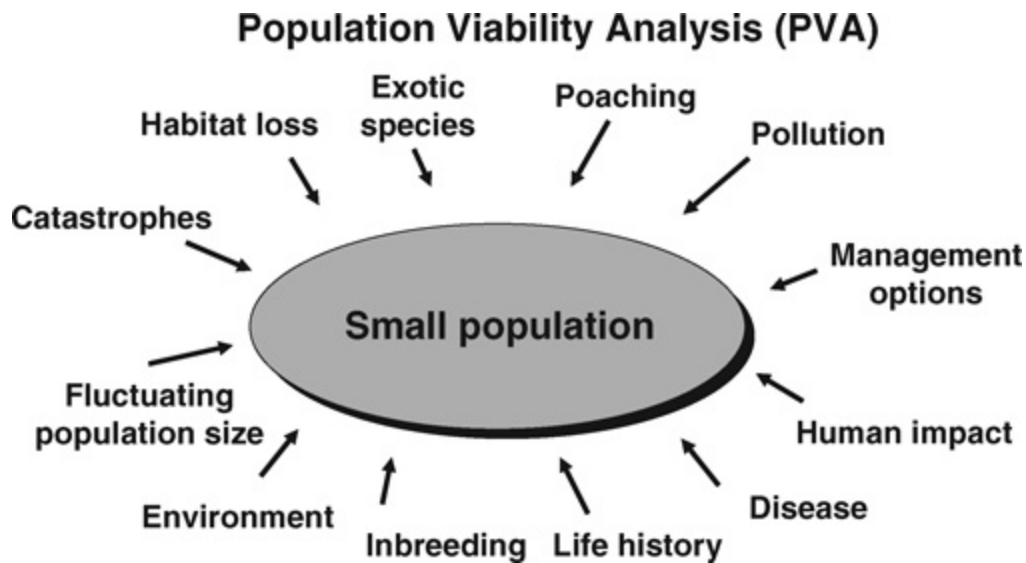 Population Viability Analysis (PVA)
Exotic
species
Poaching
Habitat loss
Pollution
Catastrophes
Management
options
Small population
Fluctuating
population size
Human impact
Environment
Disease
Inbreeding
Life history